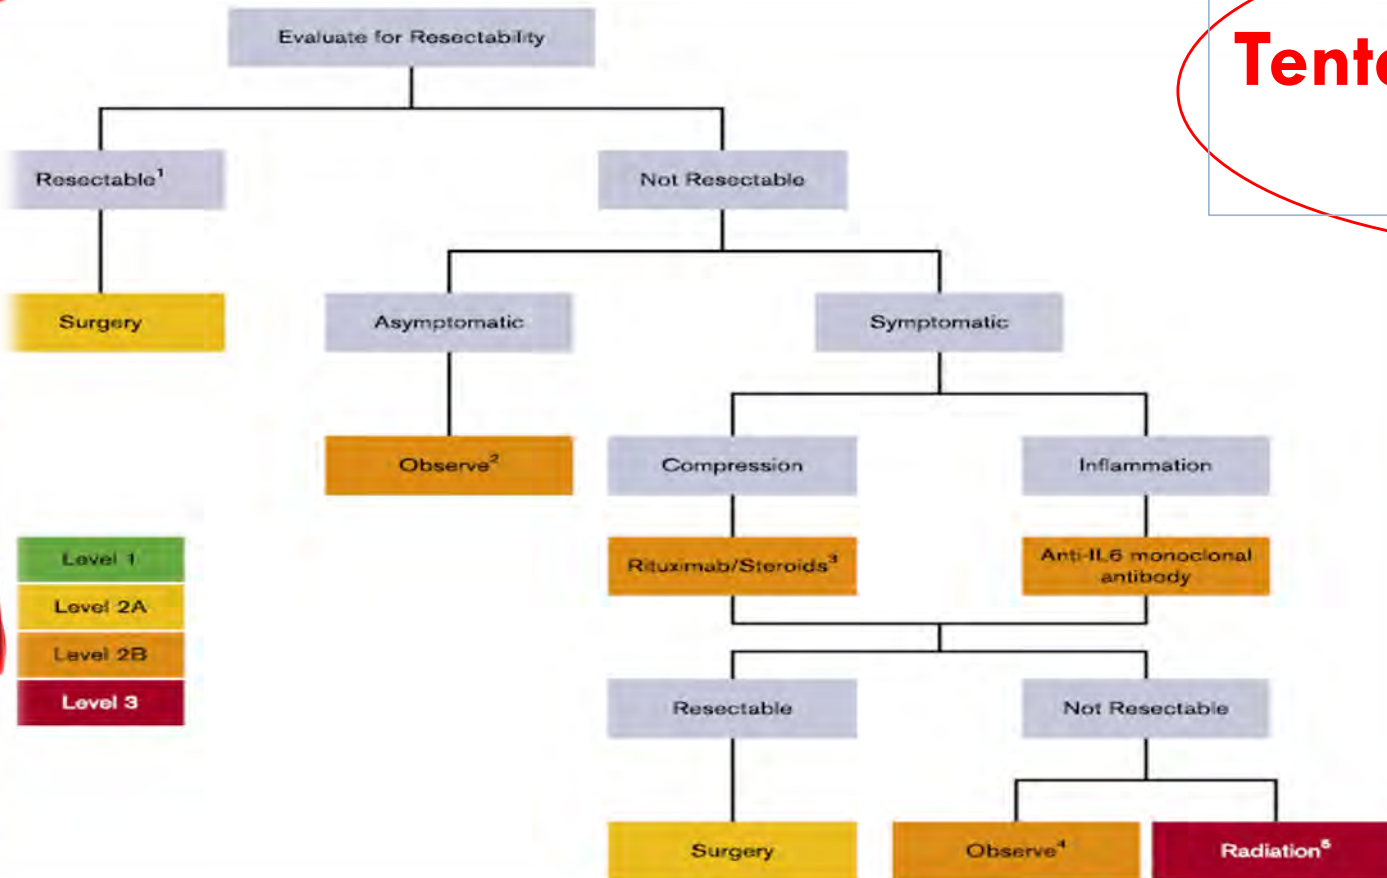 Evaluate for Resectability
Resectable¹
Not Resectable
Surgery
Asymptomatic
Symptomatic
Observe²
Compression
Inflammation
Rituximab/Steroids³
Anti-IL6 monoclonal
antibody
Level 1
Level 2A
Level 2B
Level 3
Resectable
Not Resectable
Surgery
Observe⁴
Radiation⁵